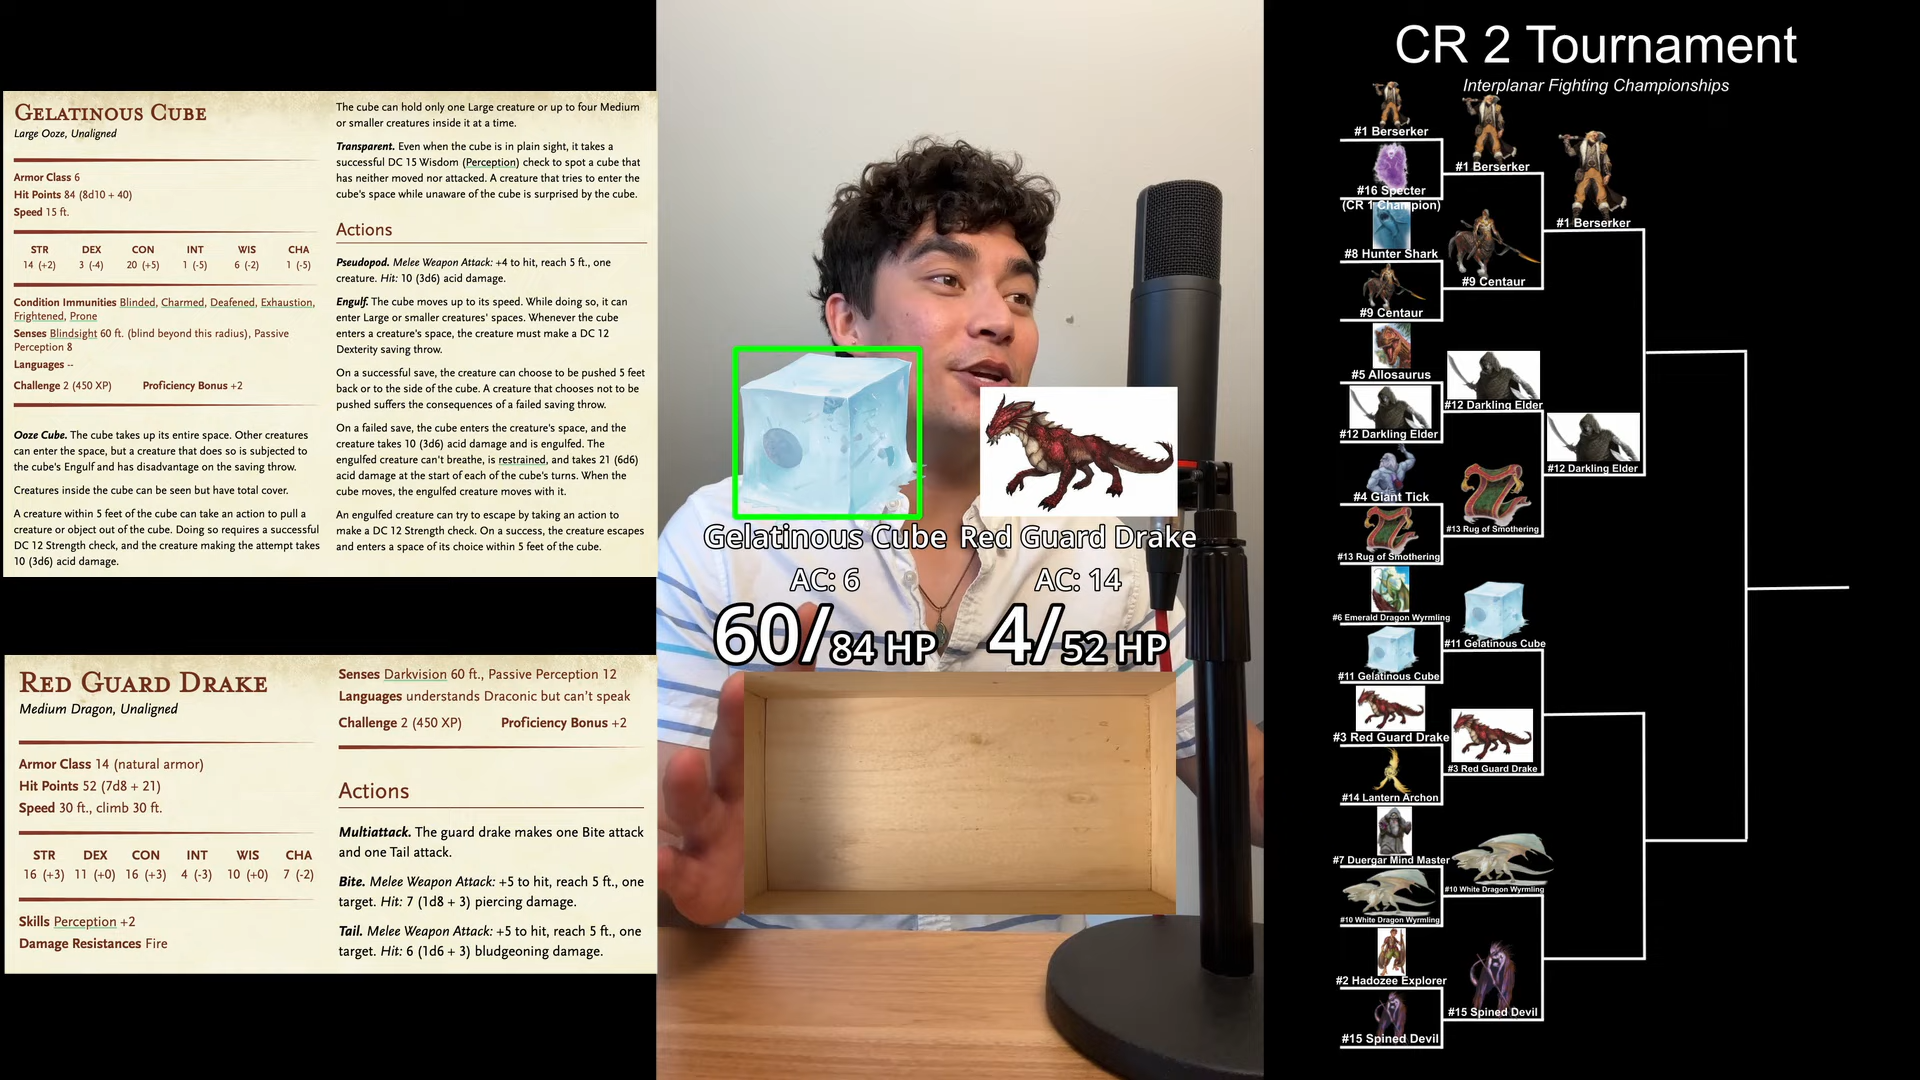 GELATINOUS CUBE
Large Ooze, Unaligned
Armor Class 6
Hit Points 84 (8d10 + 40)
Speed 15 ft.
STR DEX CON INT WIS CHA
14 (+2) 3 (-4) 20 (+5) 1 (-5) 6 (-2) 1 (-5)
Condition Immunities Blinded, Charmed, Deafened, Exhaustion,
Frightened, Prone
Senses Blindsight 60 ft. (blind beyond this radius), Passive
Perception 8
Languages --
Challenge 2 (450 XP) Proficiency Bonus +2
Ooze Cube. The cube takes up its entire space. Other creatures
can enter the space, but a creature that does so is subjected to
the cube's Engulf and has disadvantage on the saving throw.
Creatures inside the cube can be seen but have total cover.
A creature within 5 feet of the cube can take an action to pull a
creature or object out of the cube. Doing so requires a successful
DC 12 Strength check, and the creature making the attempt takes
10 (3d6) acid damage.
The cube can hold only one Large creature or up to four Medium
or smaller creatures inside it at a time.
Transparent. Even when the cube is in plain sight, it takes a
successful DC 15 Wisdom (Perception) check to spot a cube that
has neither moved nor attacked. A creature that tries to enter the
cube's space while unaware of the cube is surprised by the cube.
Actions
Pseudopod. Melee Weapon Attack: +4 to hit, reach 5 ft., one
creature. Hit: 10 (3d6) acid damage.
Engulf. The cube moves up to its speed. While doing so, it can
enter Large or smaller creatures' spaces. Whenever the cube
enters a creature's space, the creature must make a DC 12
Dexterity saving throw.
On a successful save, the creature can choose to be pushed 5 feet
back or to the side of the cube. A creature that chooses not to be
pushed suffers the consequences of a failed saving throw.
On a failed save, the cube enters the creature's space, and the
creature takes 10 (3d6) acid damage and is engulfed. The
engulfed creature can't breathe, is restrained, and takes 21 (6d6)
acid damage at the start of each of the cube's turns. When the
cube moves, the engulfed creature moves with it.
An engulfed creature can try to escape by taking an action to
make a DC 12 Strength check. On a success, the creature escapes
and enters a space of its choice within 5 feet of the cube.
RED GUARD DRAKE
Medium Dragon, Unaligned
Armor Class 14 (natural armor)
Hit Points 52 (7d8 + 21)
Speed 30 ft., climb 30 ft.
STR DEX CON INT WIS CHA
16 (+3) 11 (+0) 16 (+3) 4 (-3) 10 (+0) 7 (-2)
Skills Perception +2
Damage Resistances Fire
Senses Darkvision 60 ft., Passive Perception 12
Languages understands Draconic but can't speak
Challenge 2 (450 XP) Proficiency Bonus +2
Actions
Multiattack. The guard drake makes one Bite attack
and one Tail attack.
Bite. Melee Weapon Attack: +5 to hit, reach 5 ft., one
target. Hit: 7 (1d8 + 3) piercing damage.
Tail. Melee Weapon Attack: +5 to hit, reach 5 ft., one
target. Hit: 6 (1d6 + 3) bludgeoning damage.
Gelatinous Cube Red Guard Drake
AC: 6 AC: 14
60/84 HP 4/52 HP
CR 2 Tournament
Interplanar Fighting Championships
#1 Berserker
#16 Specter
(CR 1 Champion)
#8 Hunter Shark
#9 Centaur
#5 Allosaurus
#12 Darkling Elder
#4 Giant Tick
#13 Rug of Smothering
#6 Emerald Dragon Wyrmling
#11 Gelatinous Cube
#3 Red Guard Drake
#14 Lantern Archon
#7 Duergar Mind Master
#10 White Dragon Wyrmling
#2 Hadozee Explorer
#15 Spined Devil
#1 Berserker
#9 Centaur
#12 Darkling Elder
#13 Rug of Smothering
#11 Gelatinous Cube
#3 Red Guard Drake
#10 White Dragon Wyrmling
#15 Spined Devil
#1 Berserker
#12 Darkling Elder